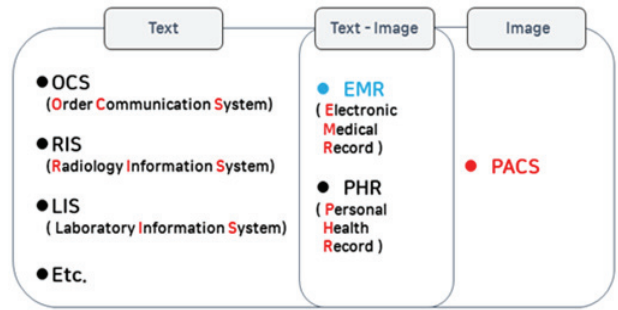 Text
Text - Image
Image
● OCS
(Order Communication System)
● RIS
(Radiology Information System)
● LIS
( Laboratory Information System)
● Etc.
● EMR
( Electronic
Medical
Record )
● PHR
( Personal
Health
Record )
● PACS